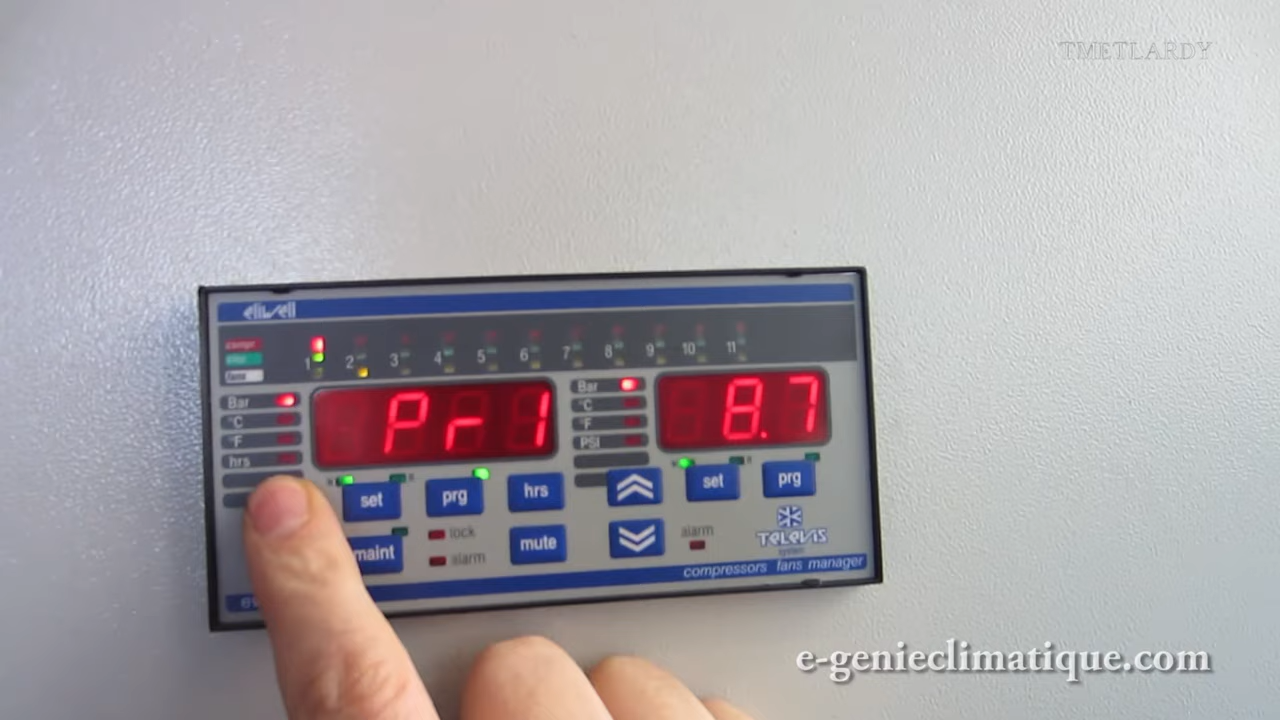 TMETLARDY
eliwell
compr
1 2 3 4 5 6 7 8 9 10 11
fans
Bar
°C
°F
hrs
Pr1
Bar
°C
°F
PSI
8.7
set
prg
hrs
set
prg
maint
lock
alarm
mute
alarm
TELEVIS
system
compressors fans manager
e-genieclimatique.com